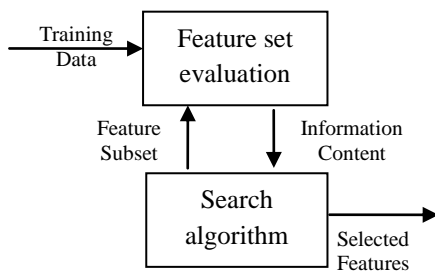 Training
Data
Feature set
evaluation
Feature
Subset
Information
Content
Search
algorithm
Selected
Features